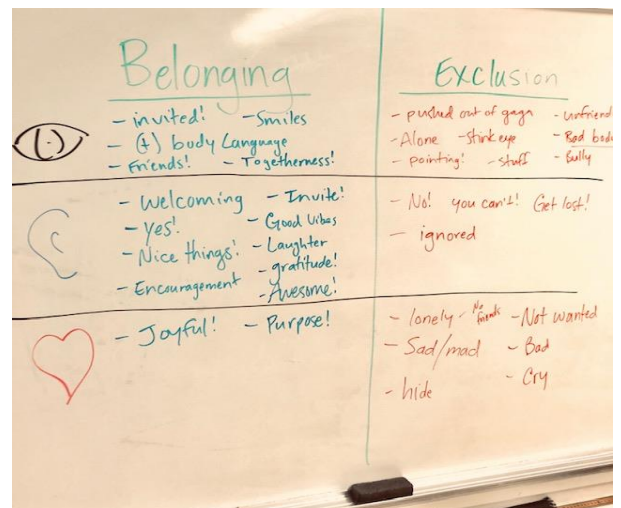 Belonging
Exclusion
- invited! - Smiles
- (+) body Language
- Friends! - Togetherness!
- pushed out of gaga - unfriend
- Alone - Stink eye - Bad bod
- pointing! - stuff - Bully
- Welcoming - Invite!
- Yes! - Good Vibes
- Nice things! - Laughter
- gratitude!
- Encouragement - Awesome!
- No! you can't! Get lost!
- ignored
- Joyful! - Purpose!
- lonely - No friends - Not wanted
- Sad/mad - Bad
- hide - Cry